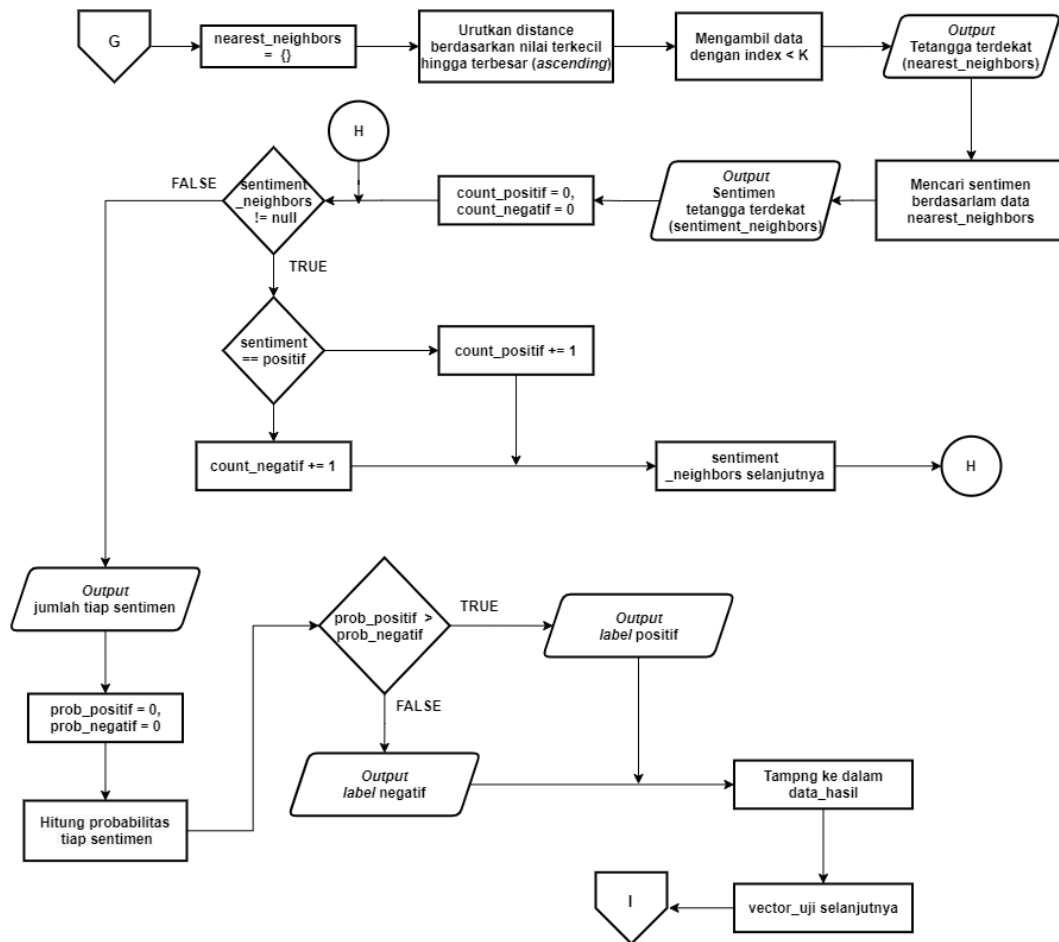 G
nearest_neighbors
= {}
Urutkan distance
berdasarkan nilai terkecil
hingga terbesar (ascending)
Mengambil data
dengan index < K
Output
Tetangga terdekat
(nearest_neighbors)
H
FALSE
sentiment
_neighbors
!= null
count_positif = 0,
count_negatif = 0
Output
Sentimen
tetangga terdekat
(sentiment_neighbors)
Mencari sentimen
berdasarlam data
nearest_neighbors
TRUE
sentiment
== positif
count_positif += 1
count_negatif += 1
sentiment
_neighbors selanjutnya
H
Output
jumlah tiap sentimen
prob_positif >
prob_negatif
TRUE
Output
label positif
FALSE
prob_positif = 0,
prob_negatif = 0
Output
label negatif
Tampng ke dalam
data_hasil
Hitung probabilitas
tiap sentimen
I
vector_uji selanjutnya